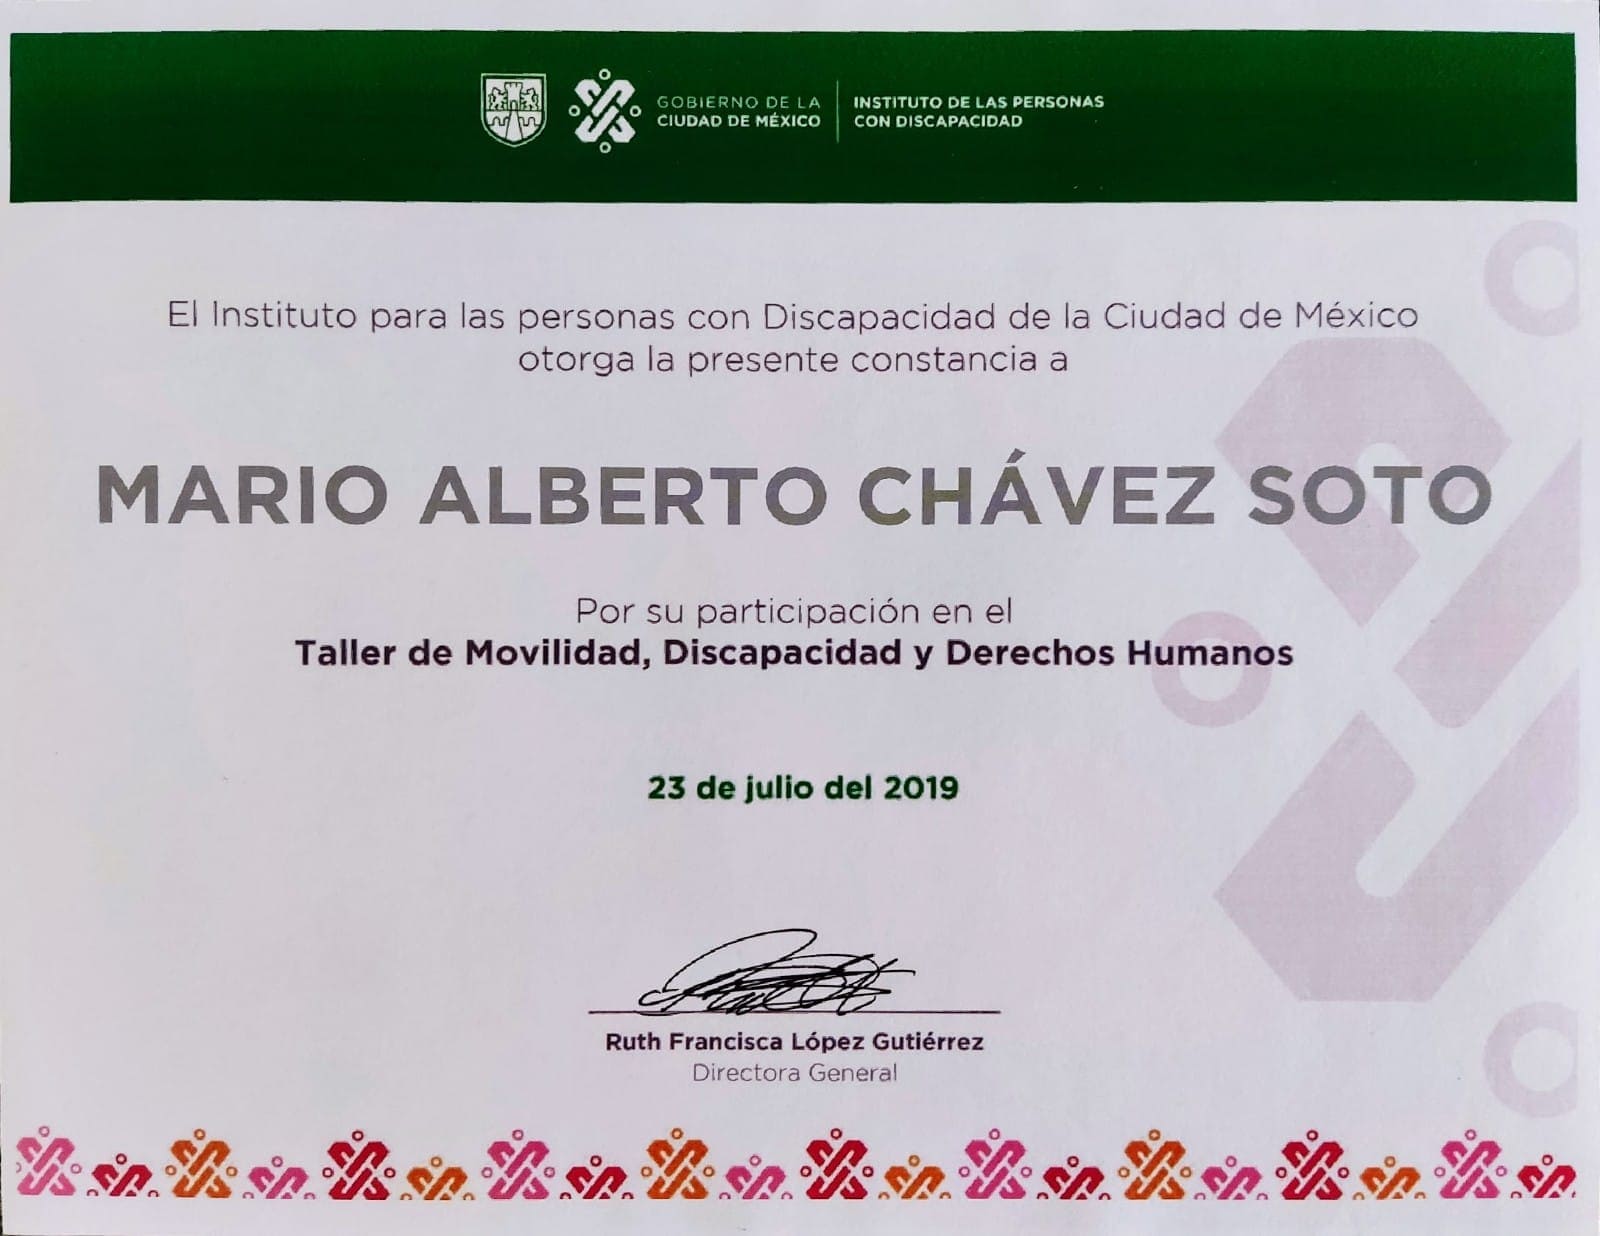 GOBIERNO DE LA
CIUDAD DE MÉXICO
INSTITUTO DE LAS PERSONAS
CON DISCAPACIDAD
El Instituto para las personas con Discapacidad de la Ciudad de México
otorga la presente constancia a
MARIO ALBERTO CHÁVEZ SOTO
Por su participación en el
Taller de Movilidad, Discapacidad y Derechos Humanos
23 de julio del 2019
Ruth Francisca López Gutiérrez
Directora General